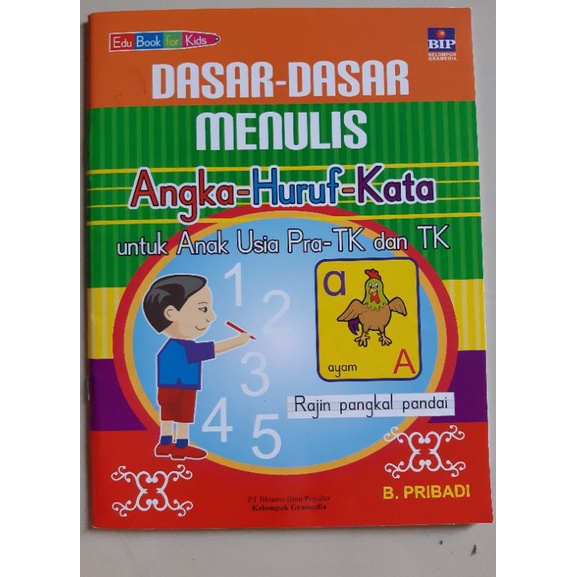 Edu Book for Kids
BIP
KELOMPOK
GRAMEDIA
DASAR-DASAR
MENULIS
Angka-Huruf-Kata
untuk Anak Usia Pra-TK dan TK
1
2
3
4
5
a
ayam
A
Rajin pangkal pandai
B. PRIBADI
PT Bhuana Ilmu Populer
Kelompok Gramedia